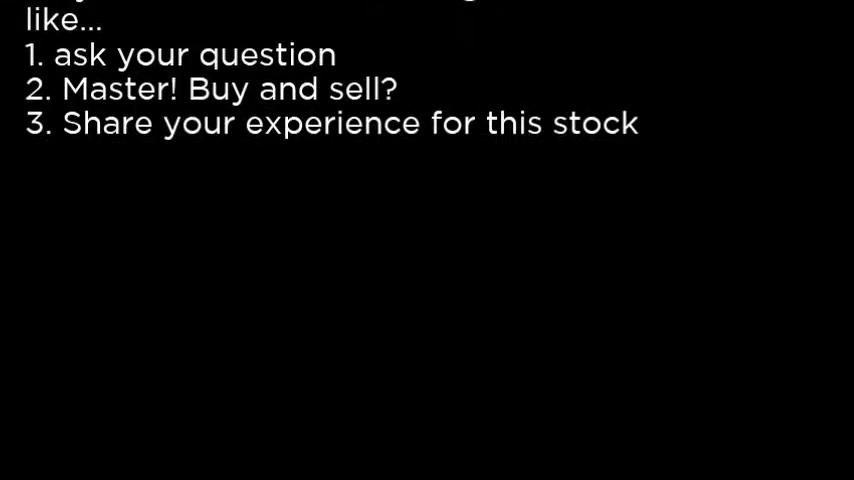 like...
1. ask your question
2. Master! Buy and sell?
3. Share your experience for this stock